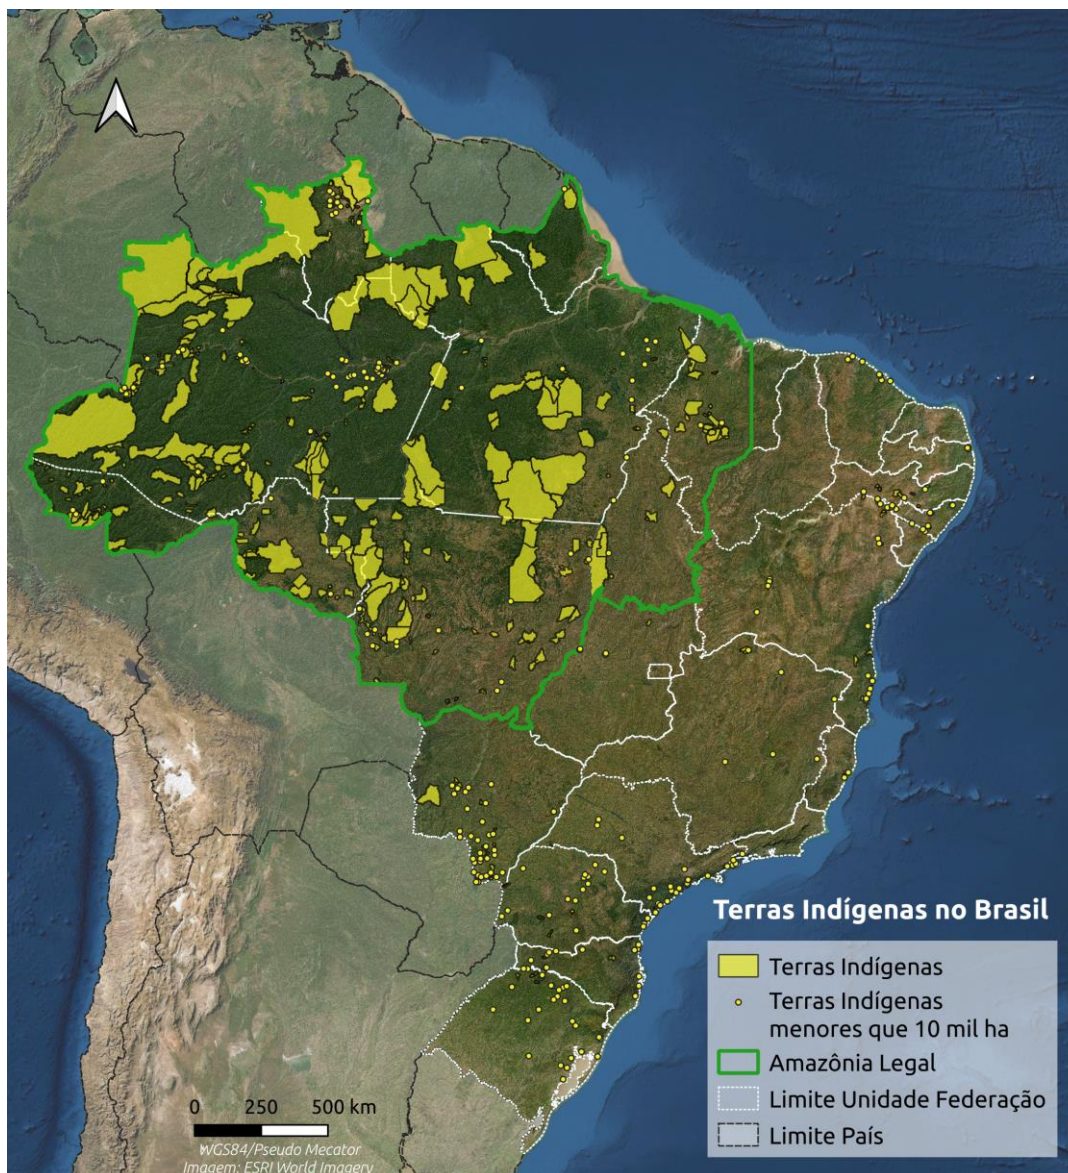 Terras Indígenas no Brasil
Terras Indígenas
Terras Indígenas
menores que 10 mil ha
Amazônia Legal
Limite Unidade Federação
Limite País
0 250 500 km
WGS84/Pseudo Mecator
Imagem: ESRI World Imagery